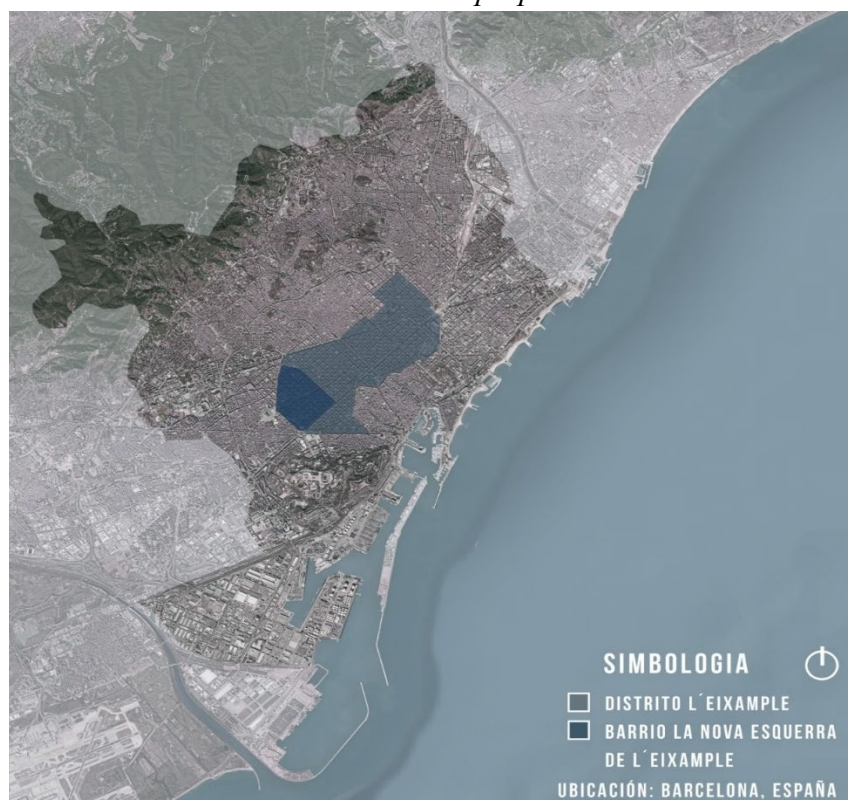 SIMBOLOGIA
DISTRITO L´EIXAMPLE
BARRIO LA NOVA ESQUERRA
DE L´EIXAMPLE
UBICACIÓN: BARCELONA, ESPAÑA